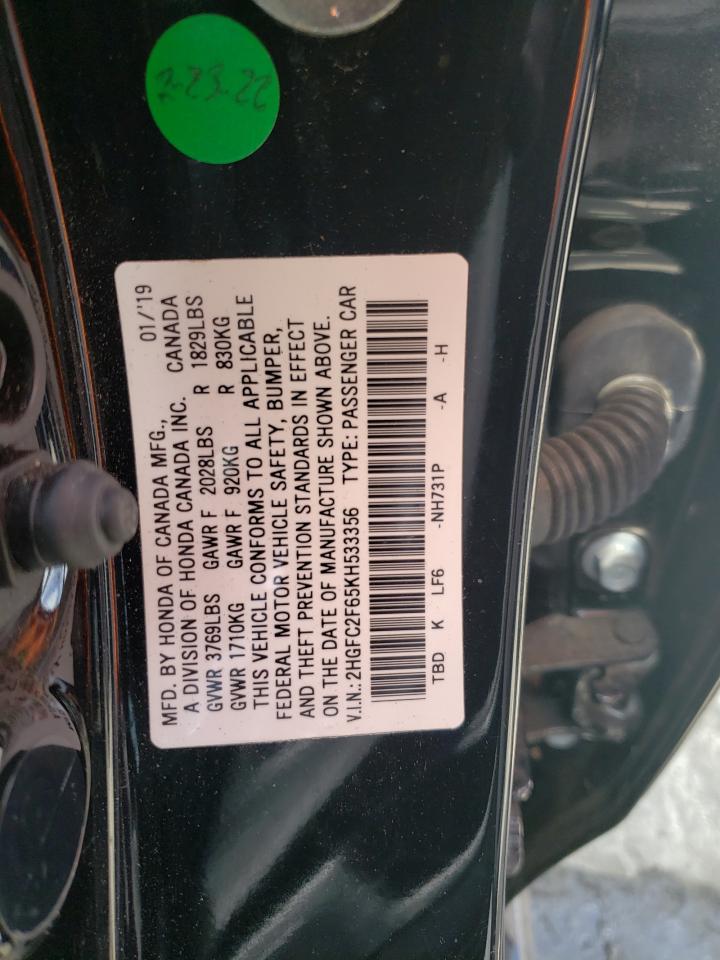 2-23-22
01/'19
MFD. BY HONDA OF CANADA MFG.,
A DIVISION OF HONDA CANADA INC. CANADA
GVWR 3769LBS GAWR F 2028LBS R 1829LBS
GVWR 1710KG GAWR F 920KG R 830KG
THIS VEHICLE CONFORMS TO ALL APPLICABLE
FEDERAL MOTOR VEHICLE SAFETY, BUMPER,
AND THEFT PREVENTION STANDARDS IN EFFECT
ON THE DATE OF MANUFACTURE SHOWN ABOVE.
V.I.N.: 2HGFC2F65KH533356 TYPE: PASSENGER CAR
TBD K LF6 -NH731P -A -H